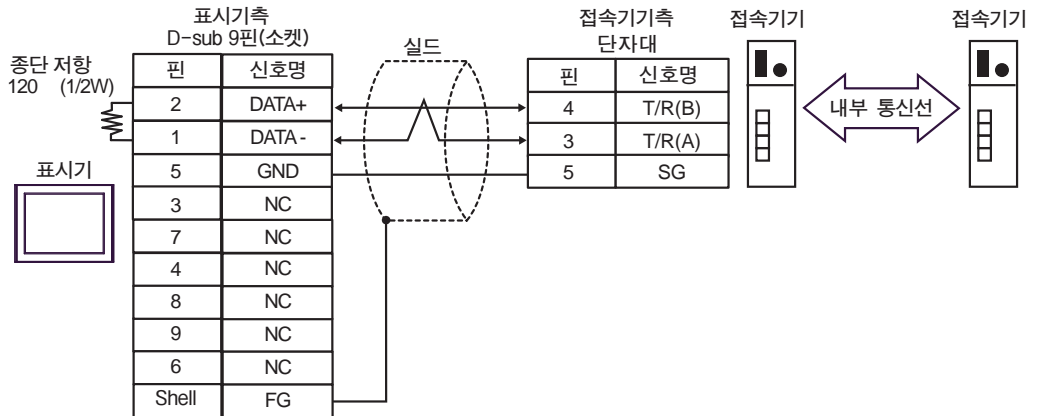 표시기측
D-sub 9핀(소켓)
종단 저항
120 (1/2W)
핀 신호명
2 DATA+
1 DATA-
5 GND
3 NC
7 NC
4 NC
8 NC
9 NC
6 NC
Shell FG
표시기
실드
접속기기측
단자대
핀 신호명
4 T/R(B)
3 T/R(A)
5 SG
접속기기
내부 통신선
접속기기